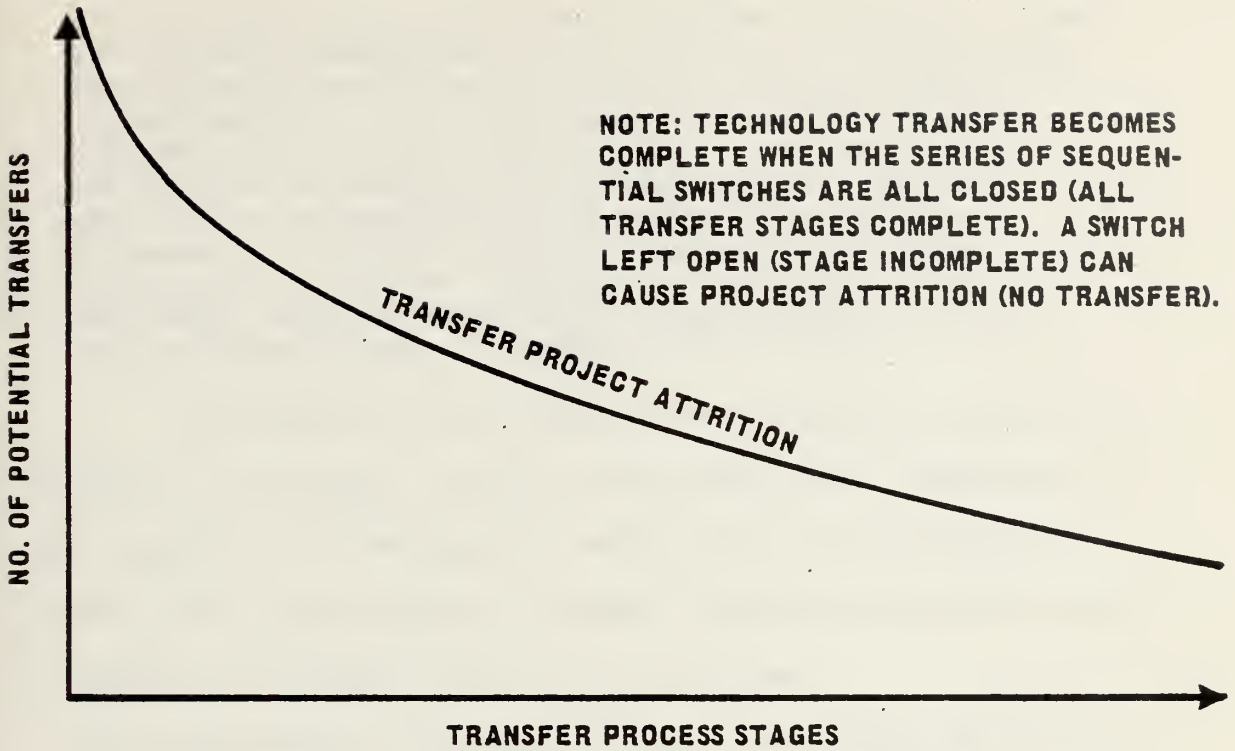 NO. OF POTENTIAL TRANSFERS
NOTE: TECHNOLOGY TRANSFER BECOMES
COMPLETE WHEN THE SERIES OF SEQUEN-
TIAL SWITCHES ARE ALL CLOSED (ALL
TRANSFER STAGES COMPLETE). A SWITCH
LEFT OPEN (STAGE INCOMPLETE) CAN
CAUSE PROJECT ATTRITION (NO TRANSFER).
TRANSFER PROJECT ATTRITION
TRANSFER PROCESS STAGES